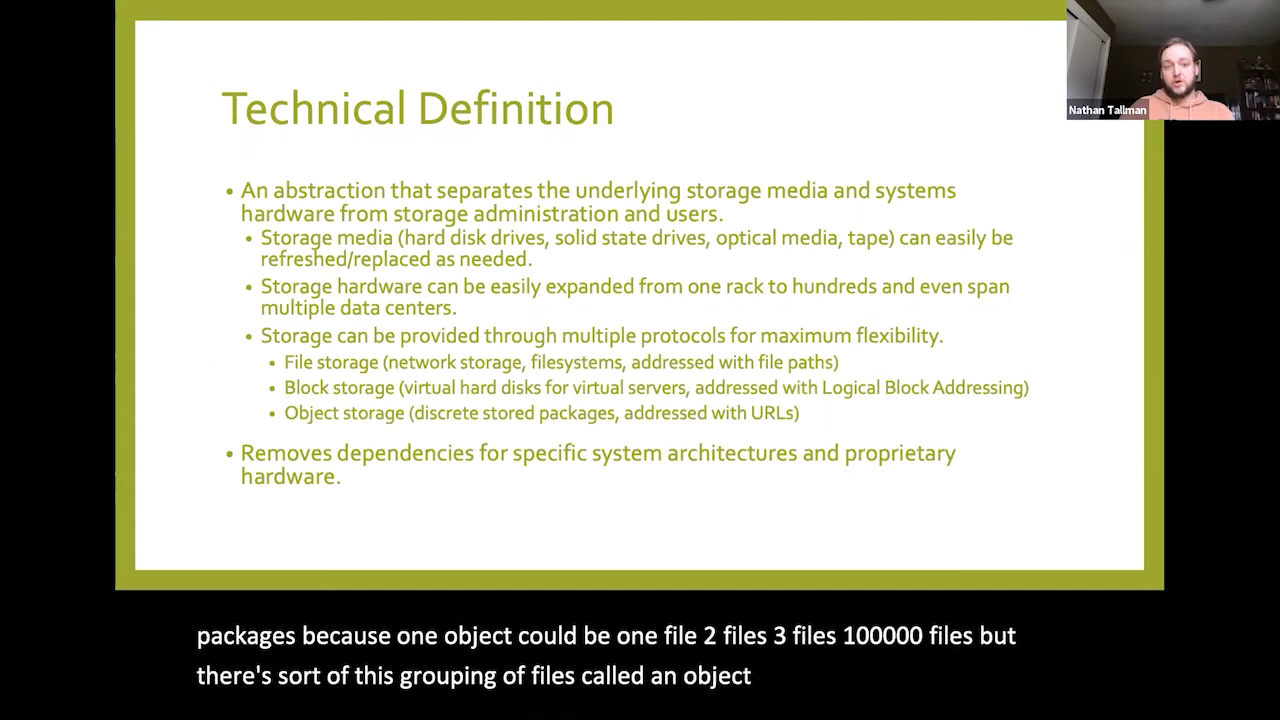 Technical Definition
Nathan Tallman
• An abstraction that separates the underlying storage media and systems
hardware from storage administration and users.
• Storage media (hard disk drives, solid state drives, optical media, tape) can easily be
refreshed/replaced as needed.
• Storage hardware can be easily expanded from one rack to hundreds and even span
multiple data centers.
• Storage can be provided through multiple protocols for maximum flexibility.
• File storage (network storage, filesystems, addressed with file paths)
• Block storage (virtual hard disks for virtual servers, addressed with Logical Block Addressing)
• Object storage (discrete stored packages, addressed with URLs)
• Removes dependencies for specific system architectures and proprietary
hardware.
packages because one object could be one file 2 files 3 files 100000 files but
there's sort of this grouping of files called an object